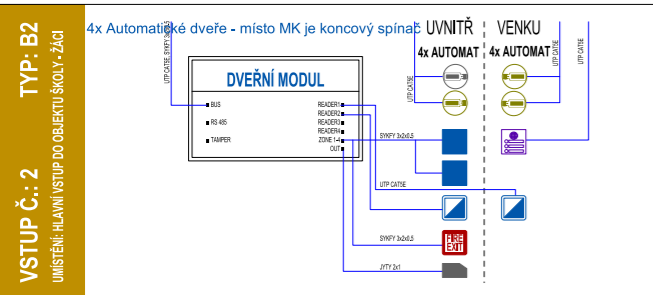 VSTUP Č.: 2 TYP: B2
UMÍSTĚNÍ: HLAVNÍ VSTUP DO OBJEKTU ŠKOLY - ŽÁCI
4x Automatické dveře - místo MK je koncový spínač
UVNITŘ
VENKU
4x AUTOMAT
4x AUTOMAT
UTP CAT5E, SYKFY 3x2x0,5
UTP CAT5E
UTP CAT5E
UTP CAT5E
DVEŘNÍ MODUL
BUS
RS 485
TAMPER
READER1
READER2
READER3
READER4
ZONE 1-4
OUT
SYKFY 3x2x0,5
UTP CAT5E
SYKFY 3x2x0,5
FIRE
EXIT
JYTY 2x1